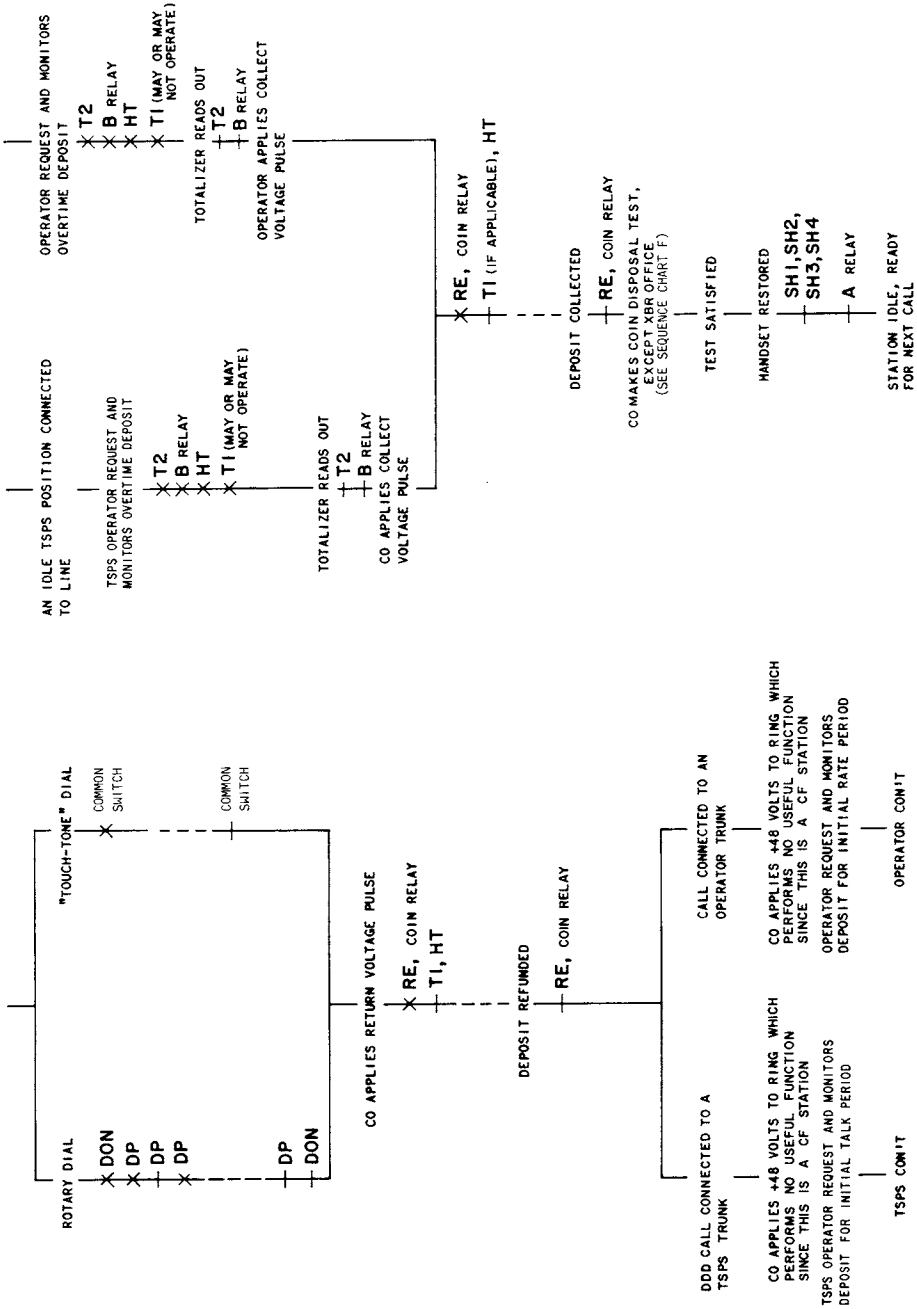 ROTARY DIAL
DON
DP
DP
DP
DP
DON
"TOUCH-TONE" DIAL
COMMON
SWITCH
COMMON
SWITCH
CO APPLIES RETURN VOLTAGE PULSE
RE, COIN RELAY
T1, HT
DEPOSIT REFUNDED
RE, COIN RELAY
DDD CALL CONNECTED TO A
TSPS TRUNK
CO APPLIES +48 VOLTS TO RING WHICH
PERFORMS NO USEFUL FUNCTION
SINCE THIS IS A CF STATION
TSPS OPERATOR REQUEST AND MONITORS
DEPOSIT FOR INITIAL TALK PERIOD
TSPS CON'T
CALL CONNECTED TO AN
OPERATOR TRUNK
CO APPLIES +48 VOLTS TO RING WHICH
PERFORMS NO USEFUL FUNCTION
SINCE THIS IS A CF STATION
OPERATOR REQUEST AND MONITORS
DEPOSIT FOR INITIAL RATE PERIOD
OPERATOR CON'T
AN IDLE TSPS POSITION CONNECTED
TO LINE
TSPS OPERATOR REQUEST AND
MONITORS OVERTIME DEPOSIT
T2
B RELAY
HT
T1 (MAY OR MAY
NOT OPERATE)
TOTALIZER READS OUT
T2
B RELAY
CO APPLIES COLLECT
VOLTAGE PULSE
OPERATOR REQUEST AND MONITORS
OVERTIME DEPOSIT
T2
B RELAY
HT
T1 (MAY OR MAY
NOT OPERATE)
TOTALIZER READS OUT
T2
B RELAY
OPERATOR APPLIES COLLECT
VOLTAGE PULSE
RE, COIN RELAY
T1 (IF APPLICABLE), HT
DEPOSIT COLLECTED
RE, COIN RELAY
CO MAKES COIN DISPOSAL TEST,
EXCEPT XBR OFFICE
(SEE SEQUENCE CHART F)
TEST SATISFIED
HANDSET RESTORED
SH1, SH2,
SH3, SH4
A RELAY
STATION IDLE, READY
FOR NEXT CALL